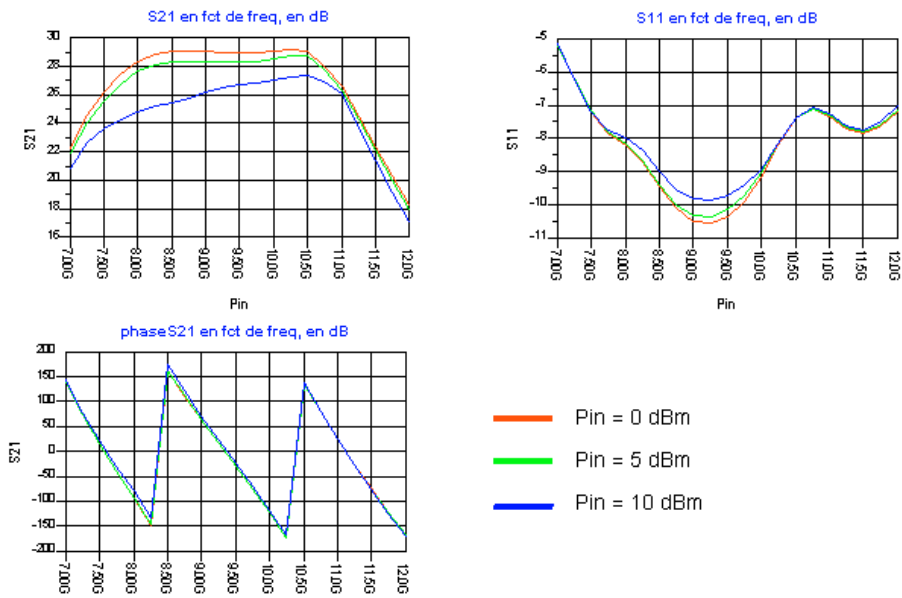 S21 en fct de freq, en dB
30
28
26
24
22
20
18
16
S21
7.00G
7.50G
8.00G
8.50G
9.00G
9.50G
10.0G
10.5G
11.0G
11.5G
12.0G
Pin
S11 en fct de freq, en dB
-5
-6
-7
-8
-9
-10
-11
S11
7.00G
7.50G
8.00G
8.50G
9.00G
9.50G
10.0G
10.5G
11.0G
11.5G
12.0G
Pin
phaseS21 en fct de freq, en dB
200
150
100
50
0
-50
-100
-150
-200
S21
7.00G
7.50G
8.00G
8.50G
9.00G
9.50G
10.0G
10.5G
11.0G
11.5G
12.0G
Pin = 0 dBm
Pin = 5 dBm
Pin = 10 dBm